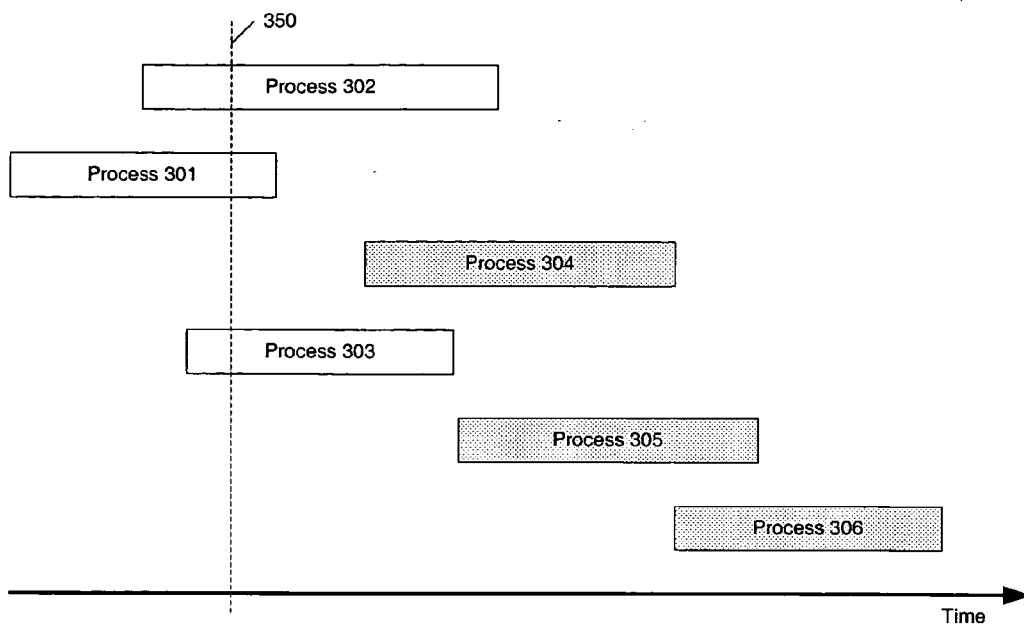 350
Process 302
Process 301
Process 304
Process 303
Process 305
Process 306
Time